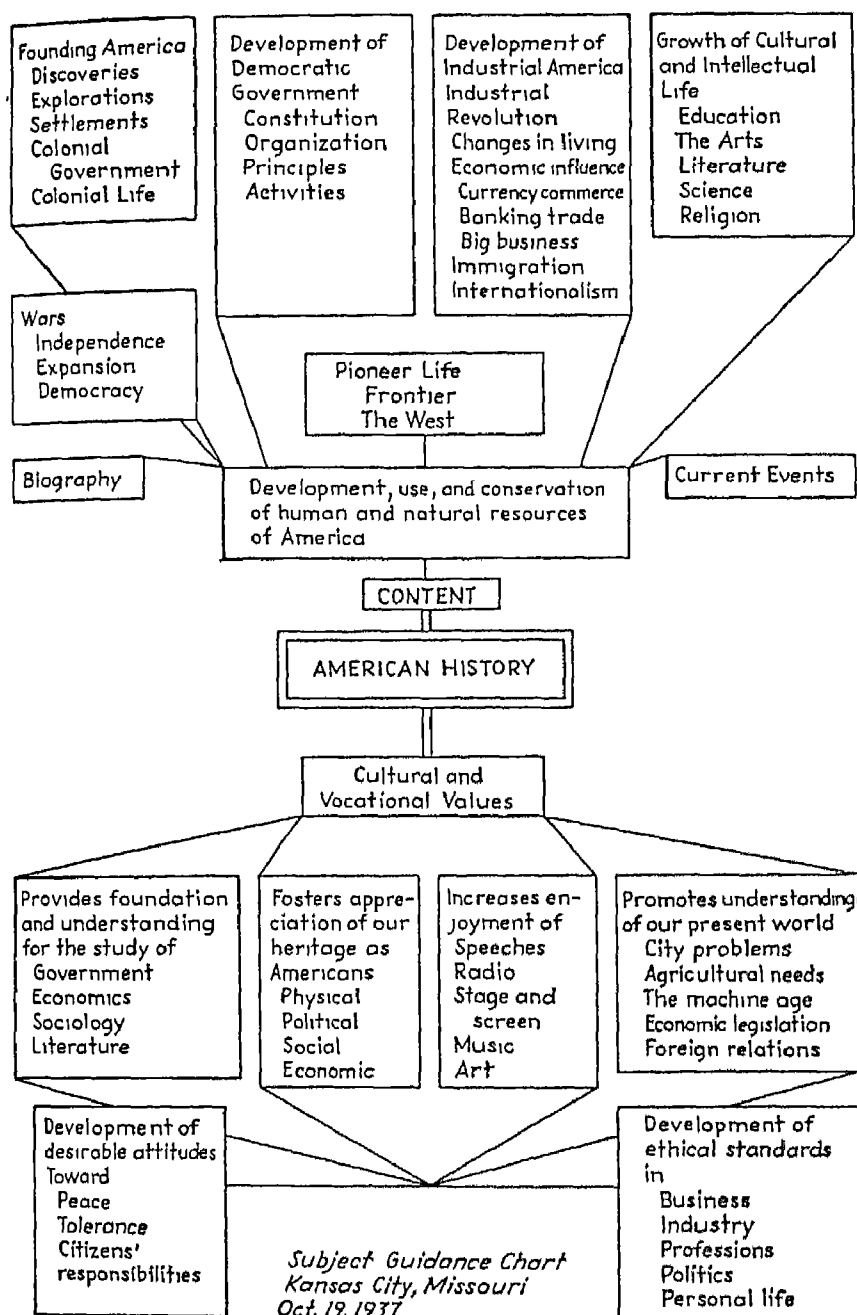 Founding America
Discoveries
Explorations
Settlements
Colonial
Government
Colonial Life
Development of
Democratic
Government
Constitution
Organization
Principles
Activities
Development of
Industrial America
Industrial
Revolution
Changes in living
Economic influence
Currency commerce
Banking trade
Big business
Immigration
Internationalism
Growth of Cultural
and Intellectual
Life
Education
The Arts
Literature
Science
Religion
Wars
Independence
Expansion
Democracy
Pioneer Life
Frontier
The West
Biography
Development, use, and conservation
of human and natural resources
of America
Current Events
CONTENT
AMERICAN HISTORY
Cultural and
Vocational Values
Provides foundation
and understanding
for the study of
Government
Economics
Sociology
Literature
Fosters appre-
ciation of our
heritage as
Americans
Physical
Political
Social
Economic
Increases en-
joyment of
Speeches
Radio
Stage and
screen
Music
Art
Promotes understanding
of our present world
City problems
Agricultural needs
The machine age
Economic legislation
Foreign relations
Development of
desirable attitudes
Toward
Peace
Tolerance
Citizens'
responsibilities
Subject Guidance Chart
Kansas City, Missouri
Oct. 19, 1937
Development of
ethical standards
in
Business
Industry
Professions
Politics
Personal life